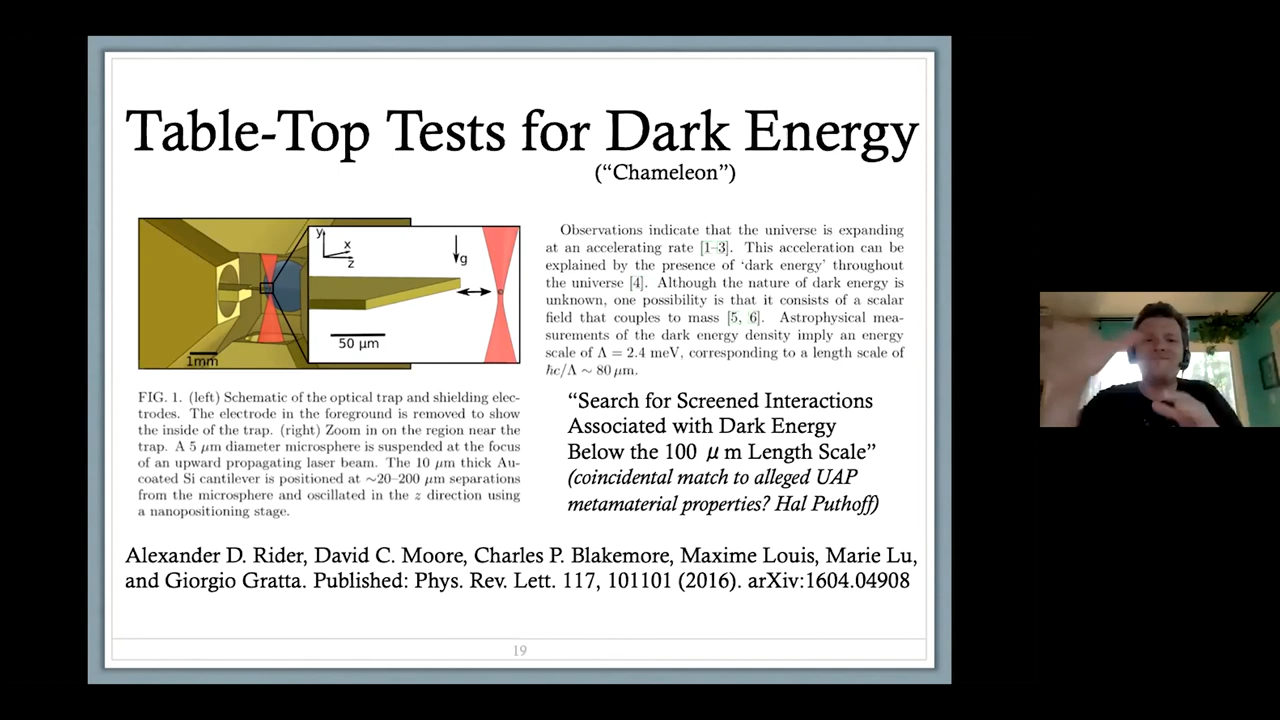 Table-Top Tests for Dark Energy
(“Chameleon”)
y
x
z
g
50 μm
1mm
FIG. 1. (left) Schematic of the optical trap and shielding elec-
trodes. The electrode in the foreground is removed to show
the inside of the trap. (right) Zoom in on the region near the
trap. A 5 μm diameter microsphere is suspended at the focus
of an upward propagating laser beam. The 10 μm thick Au-
coated Si cantilever is positioned at ~20–200 μm separations
from the microsphere and oscillated in the z direction using
a nanopositioning stage.
Observations indicate that the universe is expanding
at an accelerating rate [1–3]. This acceleration can be
explained by the presence of ‘dark energy’ throughout
the universe [4]. Although the nature of dark energy is
unknown, one possibility is that it consists of a scalar
field that couples to mass [5, 6]. Astrophysical mea-
surements of the dark energy density imply an energy
scale of Λ = 2.4 meV, corresponding to a length scale of
ħc/Λ ~ 80 μm.
“Search for Screened Interactions
Associated with Dark Energy
Below the 100 μm Length Scale”
(coincidental match to alleged UAP
metamaterial properties? Hal Puthoff)
Alexander D. Rider, David C. Moore, Charles P. Blakemore, Maxime Louis, Marie Lu,
and Giorgio Gratta. Published: Phys. Rev. Lett. 117, 101101 (2016). arXiv:1604.04908
19